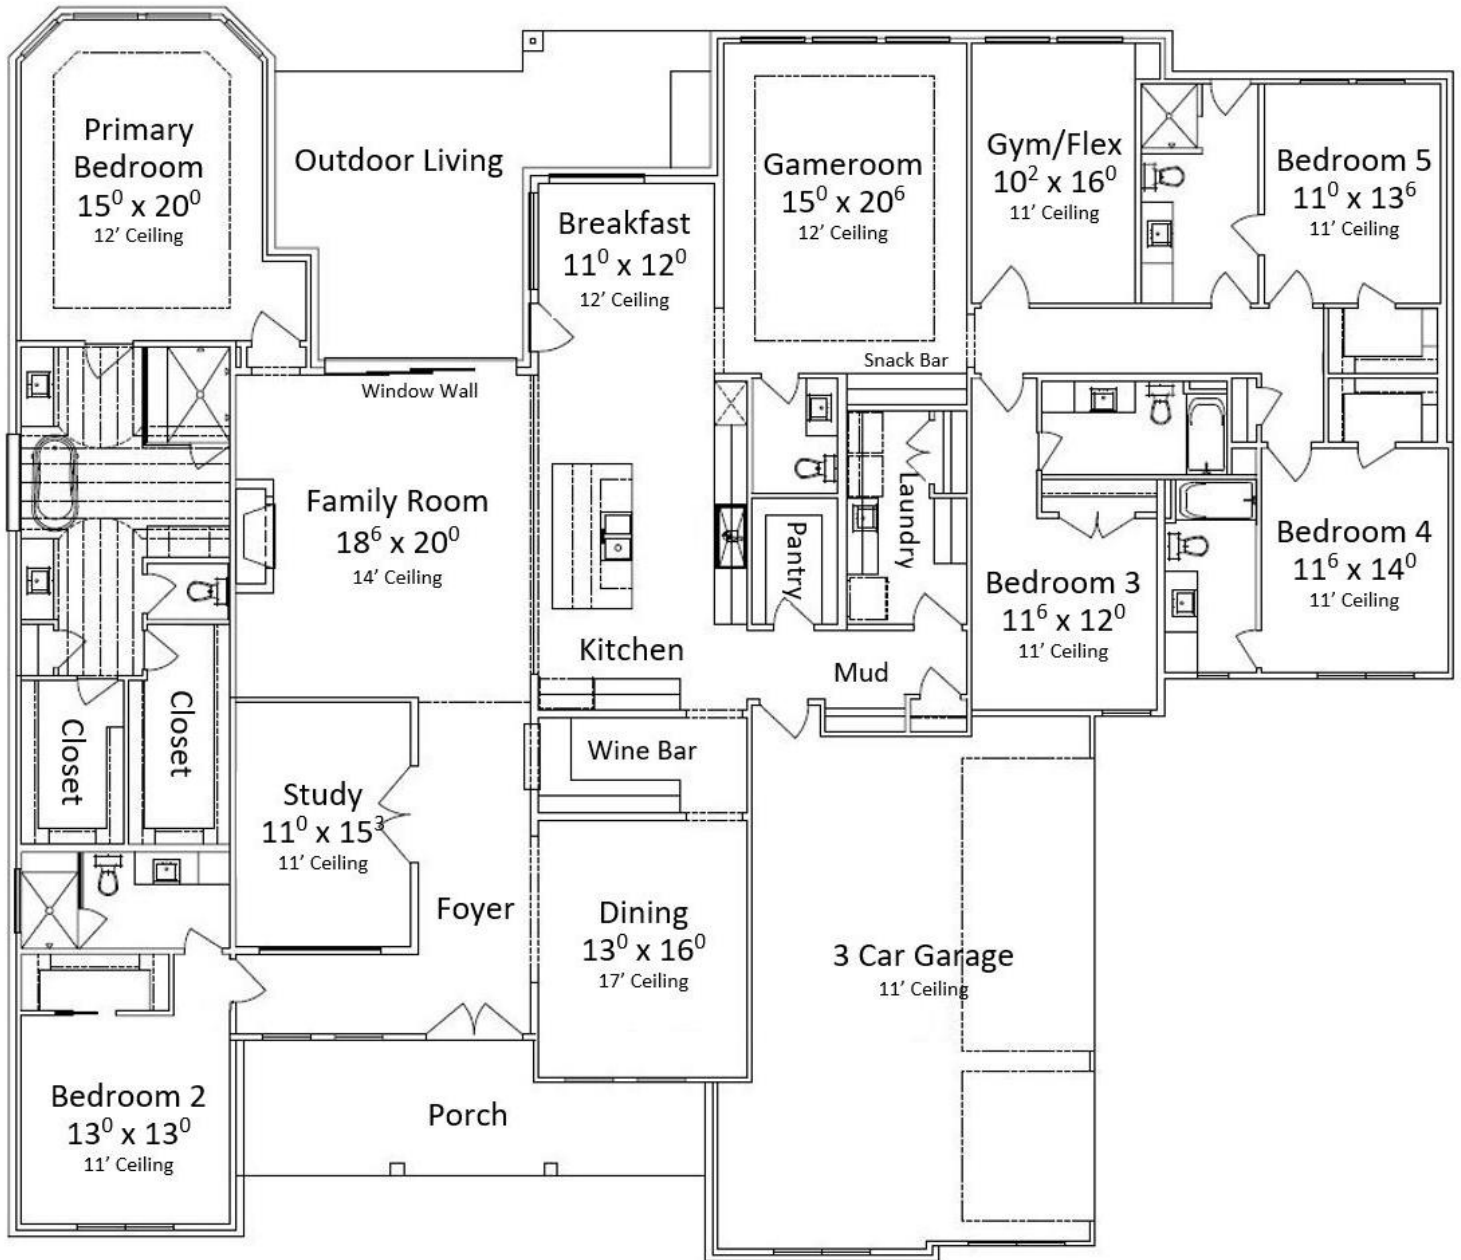 Primary
Bedroom
15⁰ x 20⁰
12’ Ceiling
Outdoor Living
Breakfast
11⁰ x 12⁰
12’ Ceiling
Gameroom
15⁰ x 20⁶
12’ Ceiling
Snack Bar
Gym/Flex
10² x 16⁰
11’ Ceiling
Bedroom 5
11⁰ x 13⁶
11’ Ceiling
Window Wall
Family Room
18⁶ x 20⁰
14’ Ceiling
Kitchen
Pantry
Laundry
Mud
Bedroom 3
11⁶ x 12⁰
11’ Ceiling
Bedroom 4
11⁶ x 14⁰
11’ Ceiling
Closet
Closet
Study
11⁰ x 15³
11’ Ceiling
Wine Bar
Foyer
Dining
13⁰ x 16⁰
17’ Ceiling
3 Car Garage
11’ Ceiling
Bedroom 2
13⁰ x 13⁰
11’ Ceiling
Porch